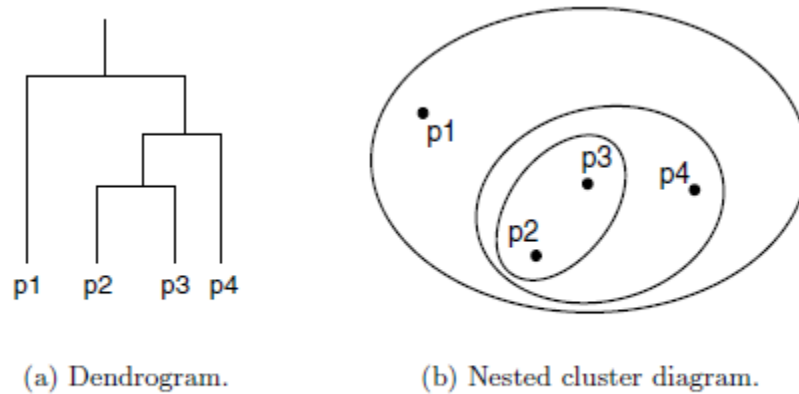 p1 p2 p3 p4
(a) Dendrogram.
p1
p3
p4
p2
(b) Nested cluster diagram.